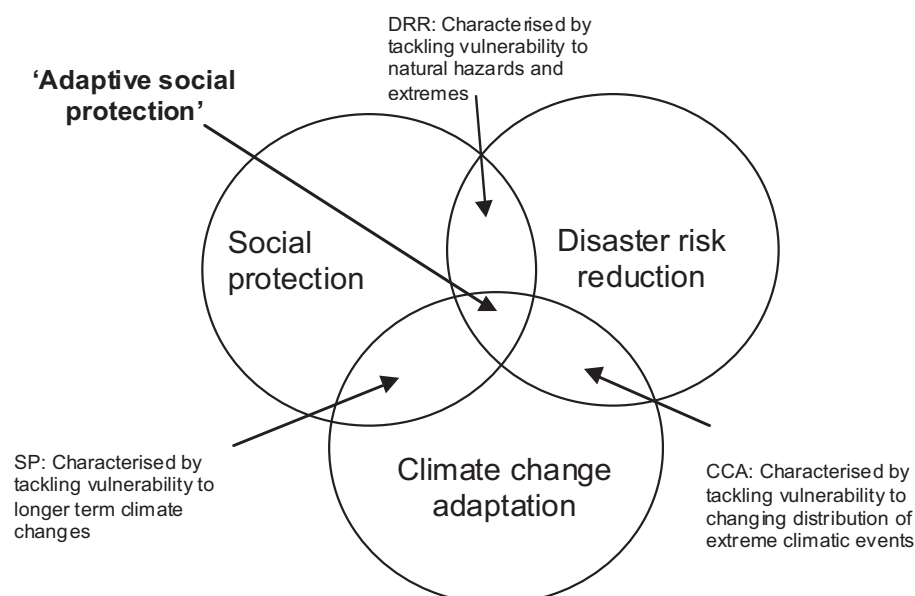 DRR: Characterised by
tackling vulnerability to
natural hazards and
extremes
‘Adaptive social
protection’
Social
protection
Disaster risk
reduction
SP: Characterised by
tackling vulnerability to
longer term climate
changes
Climate change
adaptation
CCA: Characterised by
tackling vulnerability to
changing distribution of
extreme climatic events